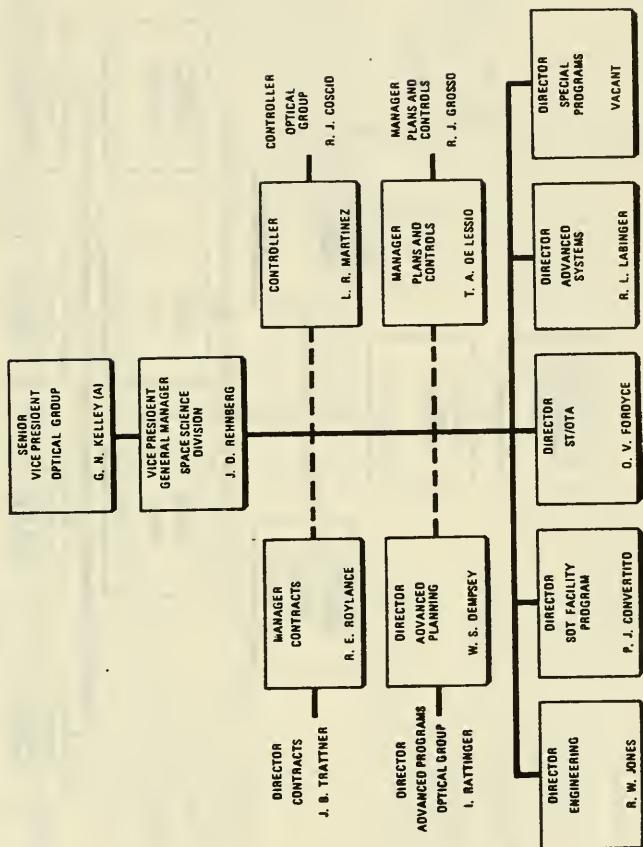 SENIOR
VICE PRESIDENT
OPTICAL GROUP
G. N. KELLEY (A)
VICE PRESIDENT
GENERAL MANAGER
SPACE SCIENCE
DIVISION
J. D. REHNBERG
DIRECTOR
CONTRACTS
J. B. TRATTNER
MANAGER
CONTRACTS
R. E. ROYLANCE
CONTROLLER
L. R. MARTINEZ
CONTROLLER
OPTICAL
GROUP
R. J. COSCIO
DIRECTOR
ADVANCED PROGRAMS
OPTICAL GROUP
I. RATTINGER
DIRECTOR
ADVANCED
PLANNING
W. S. DEMPSEY
MANAGER
PLANS AND
CONTROLS
T. A. DE LESSIO
MANAGER
PLANS AND
CONTROLS
R. J. GROSSO
DIRECTOR
ENGINEERING
R. W. JONES
DIRECTOR
SOT FACILITY
PROGRAM
P. J. CONVERTITO
DIRECTOR
ST/OTA
O. V. FORDYCE
DIRECTOR
ADVANCED
SYSTEMS
R. L. LABINGER
DIRECTOR
SPECIAL
PROGRAMS
VACANT